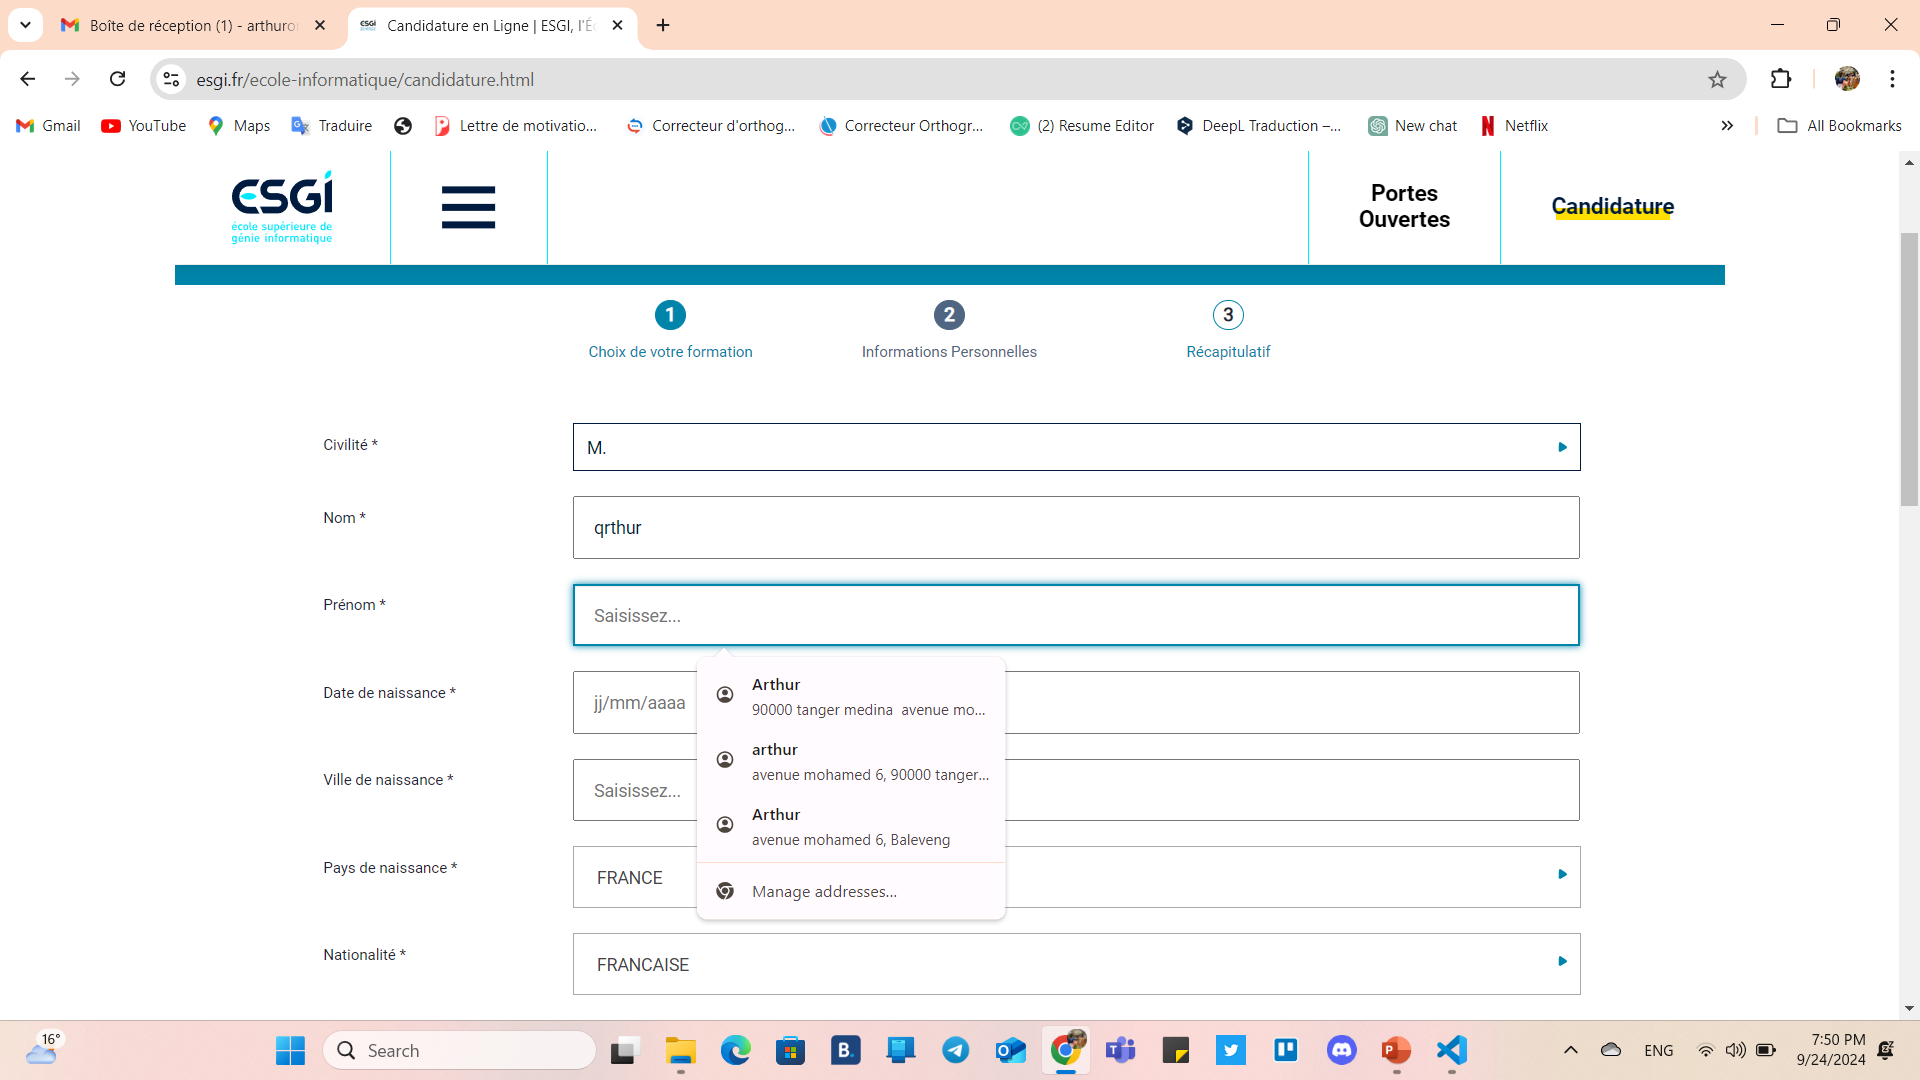 Boîte de réception (1) - arthuror
Candidature en Ligne | ESGI, l'Éc
esgi.fr/ecole-informatique/candidature.html
Gmail
YouTube
Maps
Traduire
Lettre de motivatio...
Correcteur d'orthog...
Correcteur Orthogr...
(2) Resume Editor
DeepL Traduction –...
New chat
Netflix
All Bookmarks
ESGI
école supérieure de
génie informatique
Portes
Ouvertes
Candidature
1
2
3
Choix de votre formation
Informations Personnelles
Récapitulatif
Civilité *
M.
Nom *
qrthur
Prénom *
Saisissez...
Date de naissance *
jj/mm/aaaa
Arthur
90000 tanger medina avenue mo...
arthur
avenue mohamed 6, 90000 tanger...
Arthur
avenue mohamed 6, Baleveng
Manage addresses...
Ville de naissance *
Saisissez...
Pays de naissance *
FRANCE
Nationalité *
FRANCAISE
16°
Search
ENG
7:50 PM
9/24/2024